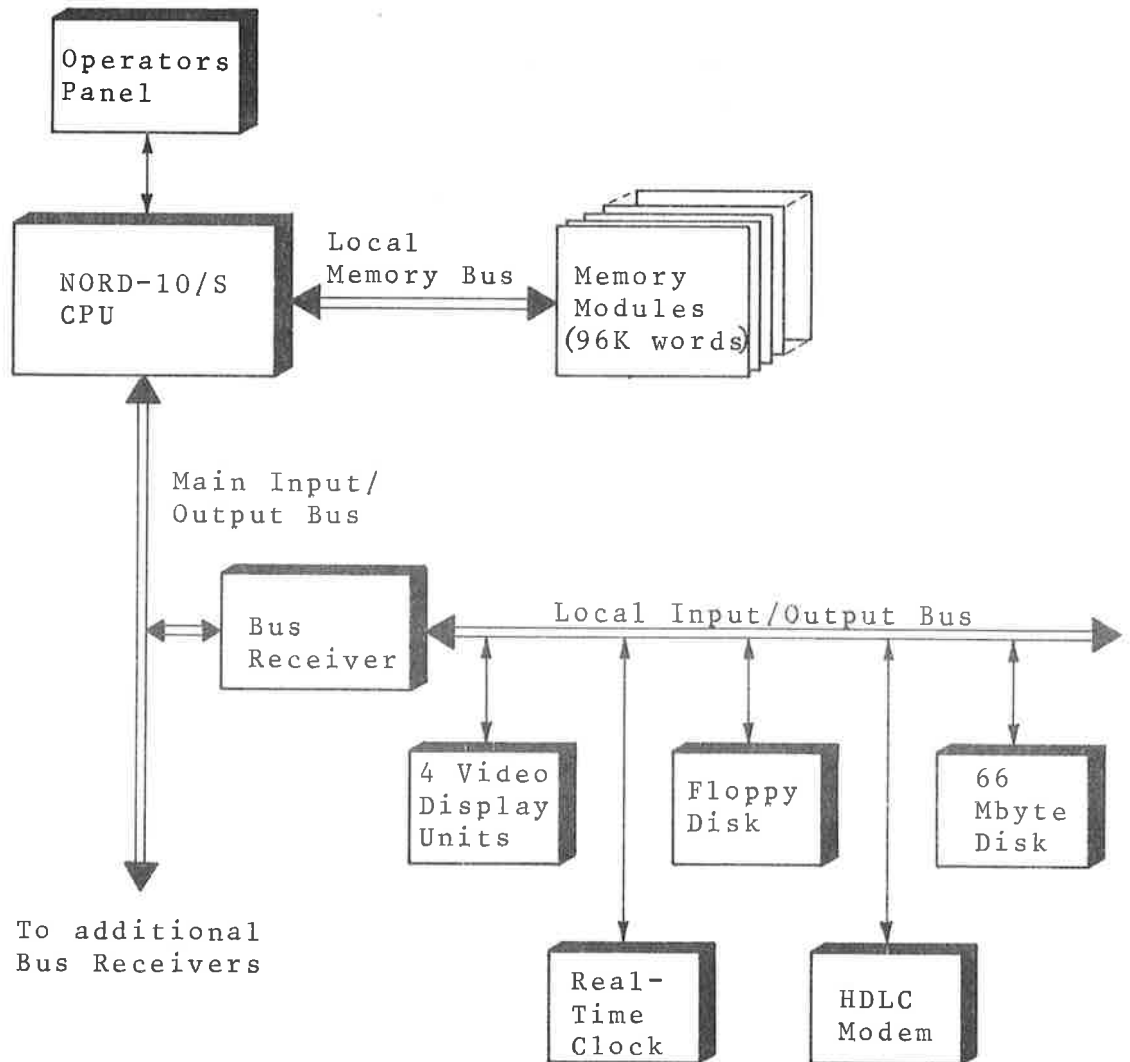 Operators
Panel
NORD-10/S
CPU
Local
Memory Bus
Memory
Modules
(96K words)
Main Input/
Output Bus
Bus
Receiver
Local Input/Output Bus
4 Video
Display
Units
Floppy
Disk
66
Mbyte
Disk
To additional
Bus Receivers
Real-
Time
Clock
HDLC
Modem